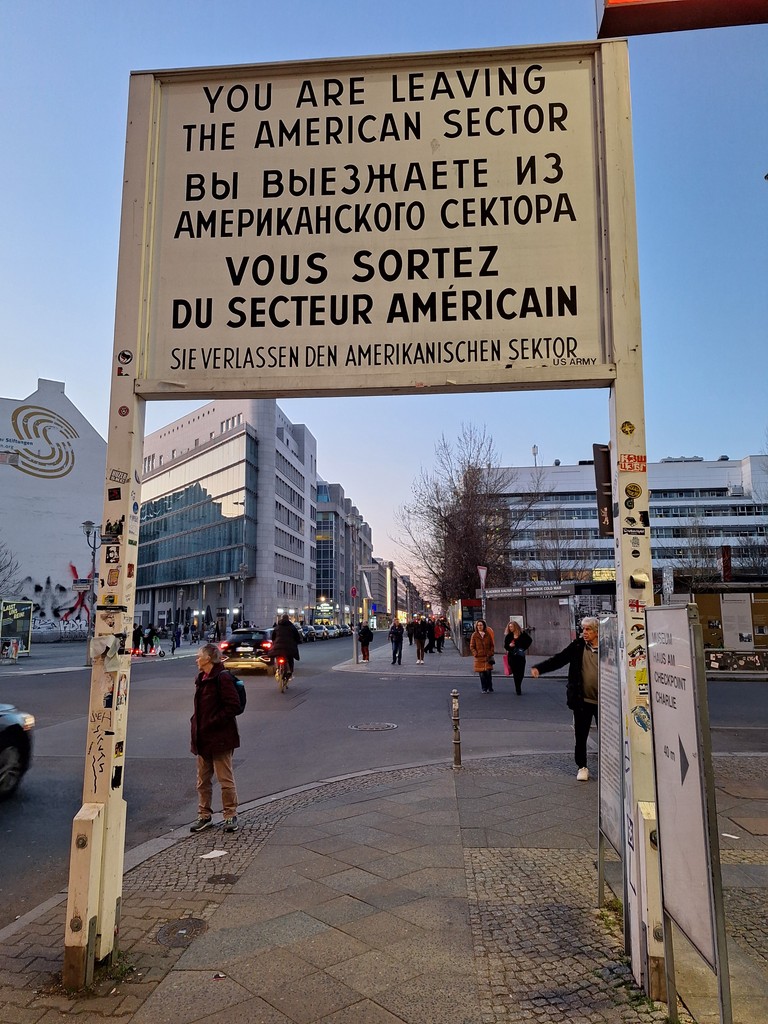 YOU ARE LEAVING
THE AMERICAN SECTOR
ВЫ ВЫЕЗЖАЕТЕ ИЗ
АМЕРИКАНСКОГО СЕКТОРА
VOUS SORTEZ
DU SECTEUR AMÉRICAIN
SIE VERLASSEN DEN AMERIKANISCHEN SEKTOR
US ARMY
MUSEUM
HAUS AM
CHECKPOINT
CHARLIE
40 m